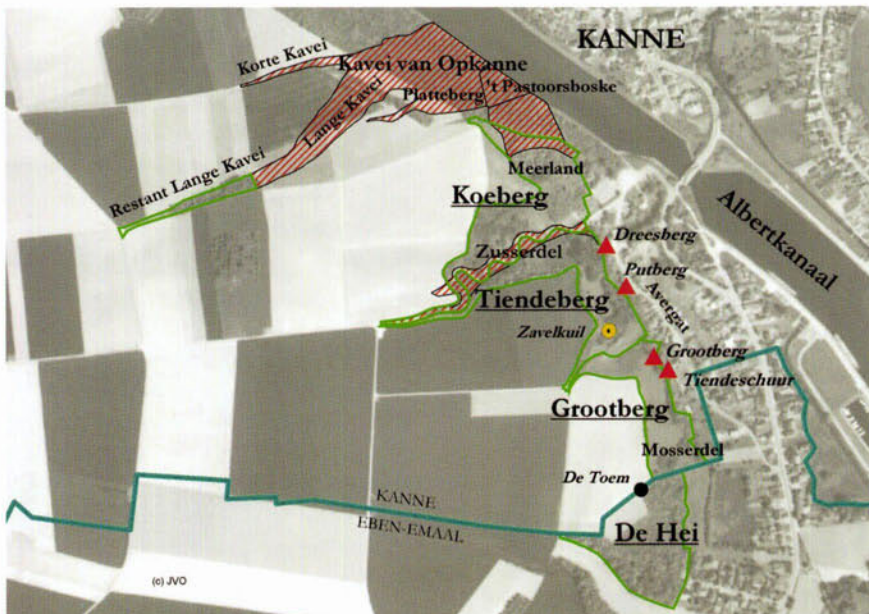 KANNE
Korte Kavei
Kavei van Opkanne
't Pastoorsboske
Platteberg
Lange Kavei
Restant Lange Kavei
Meerland
Koeberg
Albertkanaal
Dreesberg
Zusserdel
Putberg
Tiendeberg
Avergat
Zavelkuil
Grootberg
Tiendeschuur
Grootberg
Mosserdel
De Toem
KANNE
EBEN-EMAAL
De Hei
(c) JVO